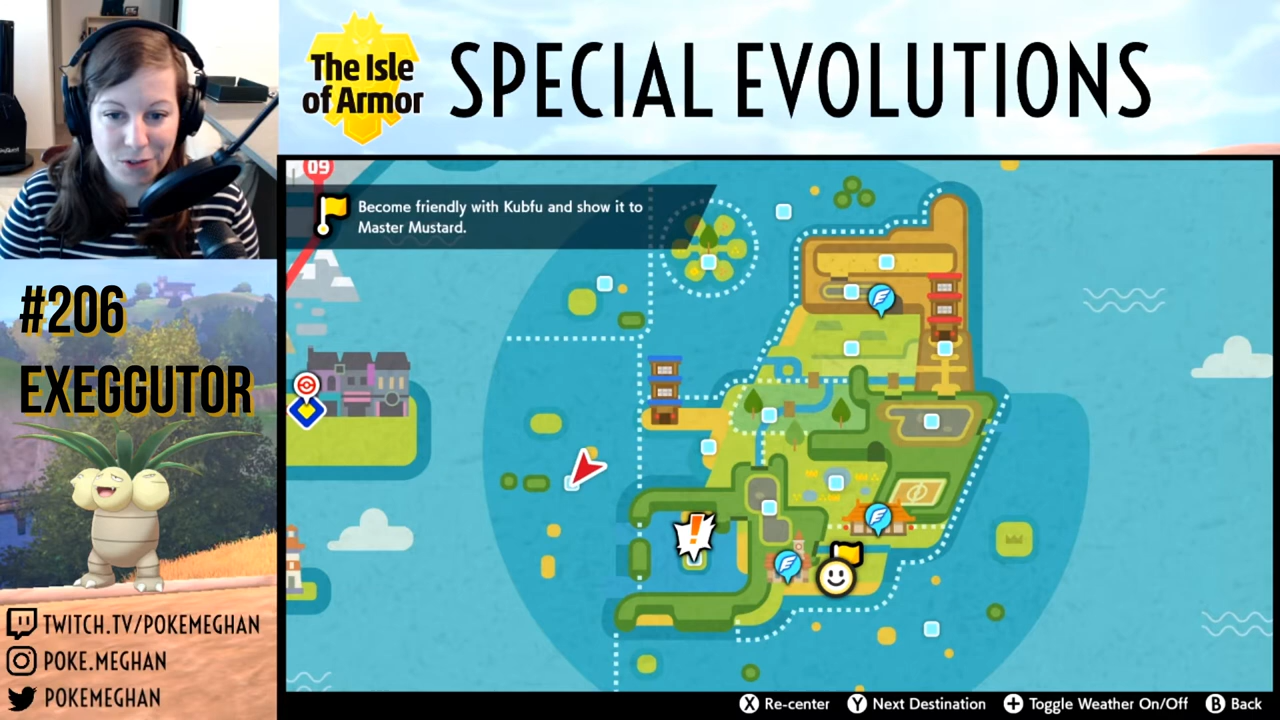 The Isle
of Armor
SPECIAL EVOLUTIONS
09
Become friendly with Kubfu and show it to
Master Mustard.
#206
EXEGGUTOR
TWITCH.TV/POKEMEGHAN
POKE.MEGHAN
POKEMEGHAN
X Re-center
Y Next Destination
+ Toggle Weather On/Off
B Back